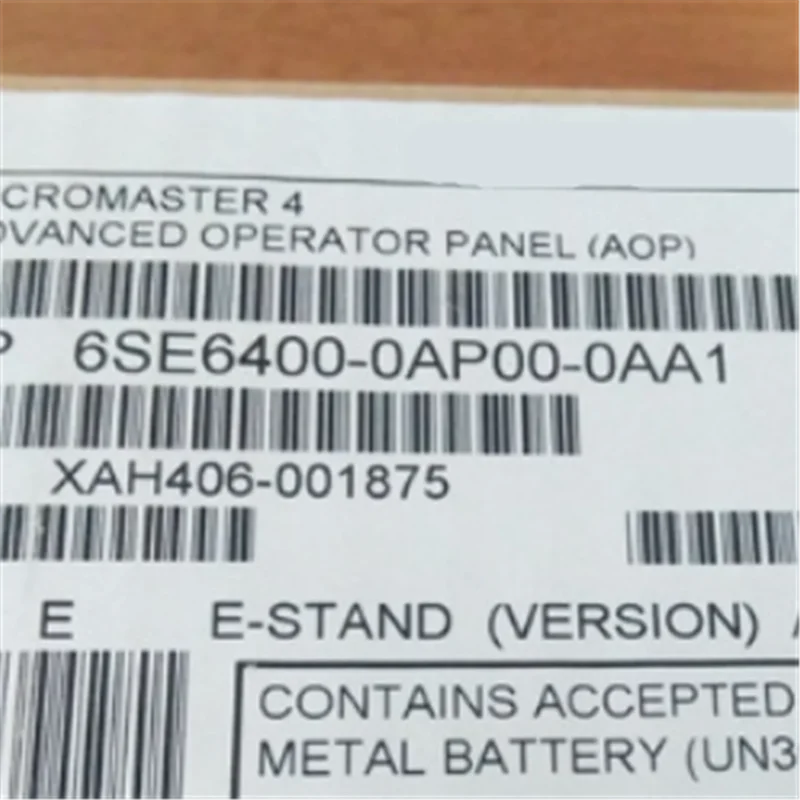 CROMASTER 4
DVANCED OPERATOR PANEL (AOP)
P 6SE6400-0AP00-0AA1
XAH406-001875
E E-STAND (VERSION)
CONTAINS ACCEPTED
METAL BATTERY (UN3